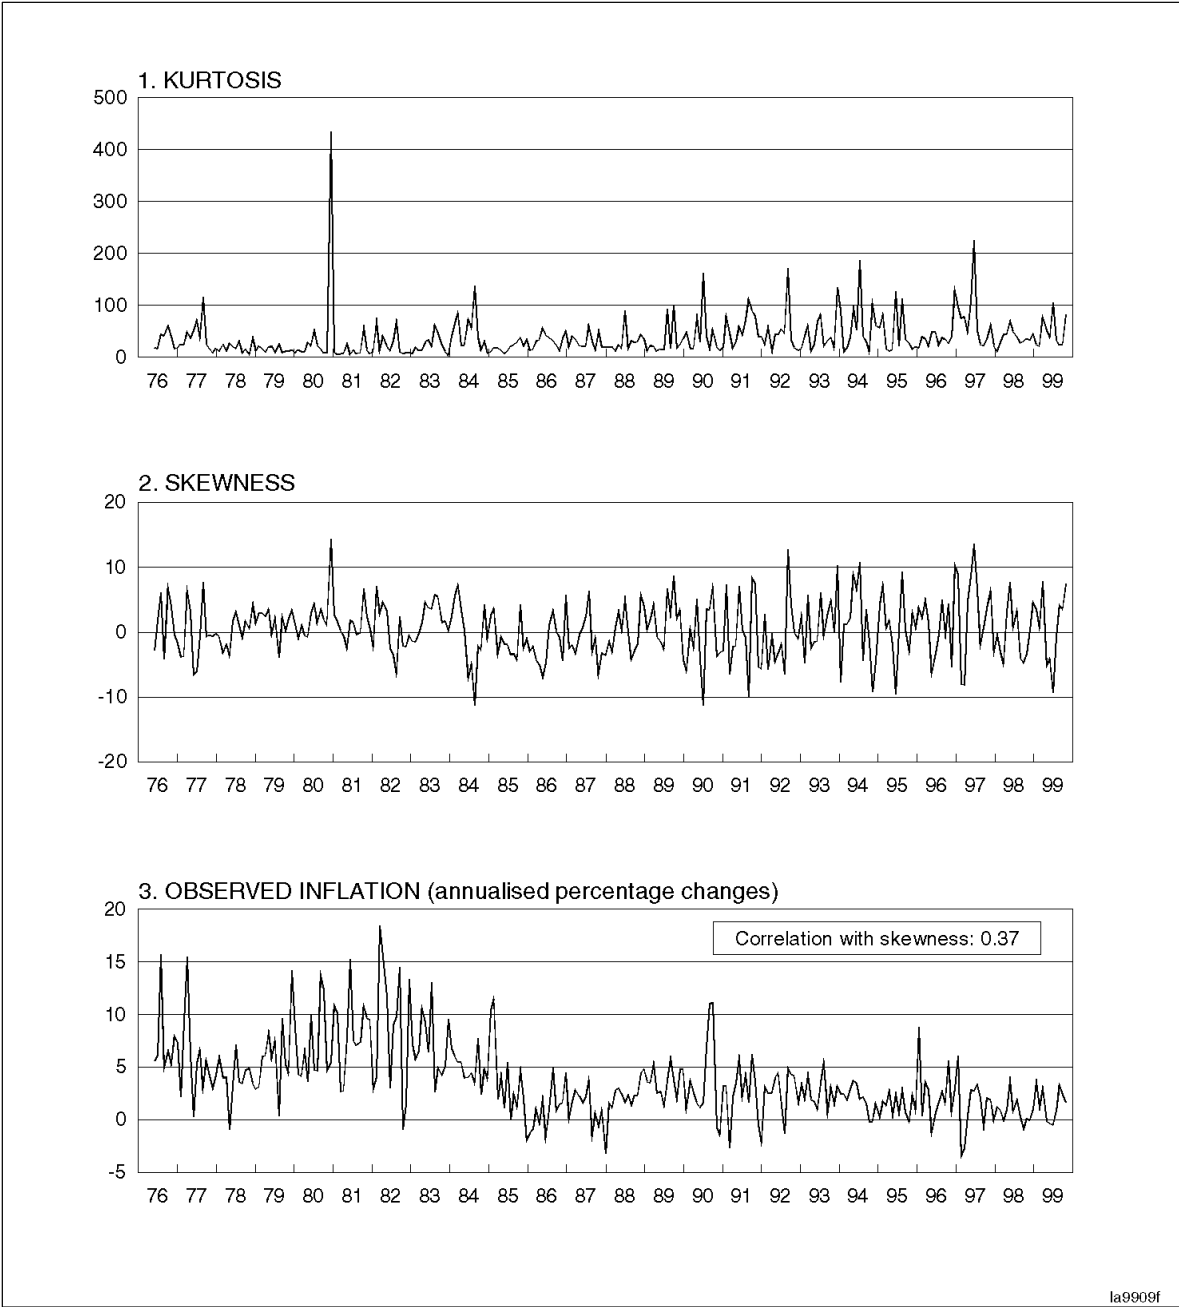 1. KURTOSIS
500
400
300
200
100
0
76 77 78 79 80 81 82 83 84 85 86 87 88 89 90 91 92 93 94 95 96 97 98 99
2. SKEWNESS
20
10
0
-10
-20
76 77 78 79 80 81 82 83 84 85 86 87 88 89 90 91 92 93 94 95 96 97 98 99
3. OBSERVED INFLATION (annualised percentage changes)
20
Correlation with skewness: 0.37
15
10
5
0
-5
76 77 78 79 80 81 82 83 84 85 86 87 88 89 90 91 92 93 94 95 96 97 98 99
la9909f